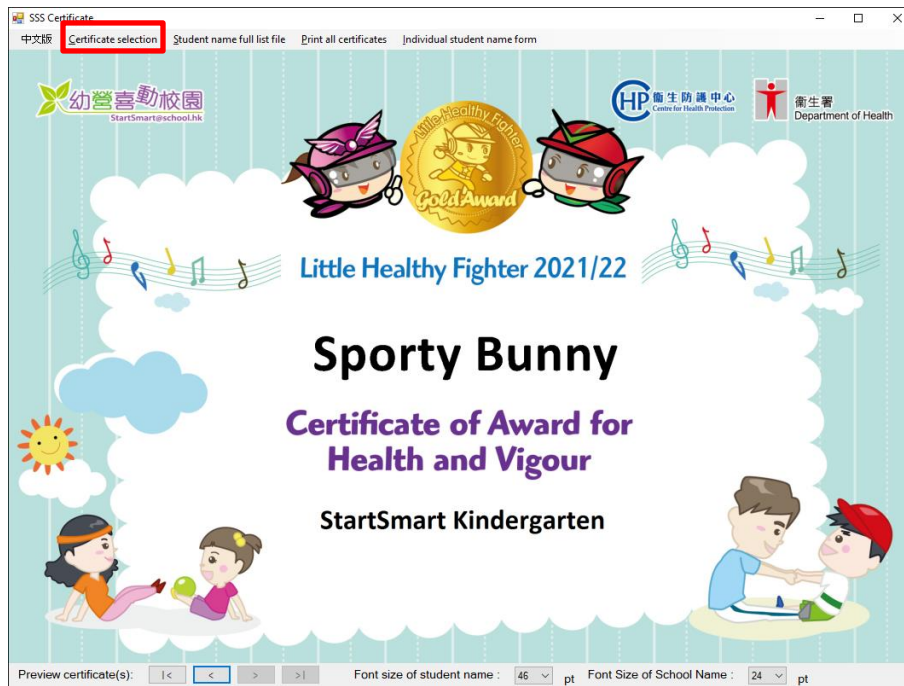 SSS Certificate
中文版 Certificate selection Student name full list file Print all certificates Individual student name form
幼營喜動校園
StartSmart@school.hk
Little Healthy Fighter
Gold Award
CHP 衞生防護中心
Centre for Health Protection
衞生署
Department of Health
Little Healthy Fighter 2021/22
Sporty Bunny
Certificate of Award for
Health and Vigour
StartSmart Kindergarten
Preview certificate(s): |< < > >| Font size of student name : 46 pt Font Size of School Name : 24 pt